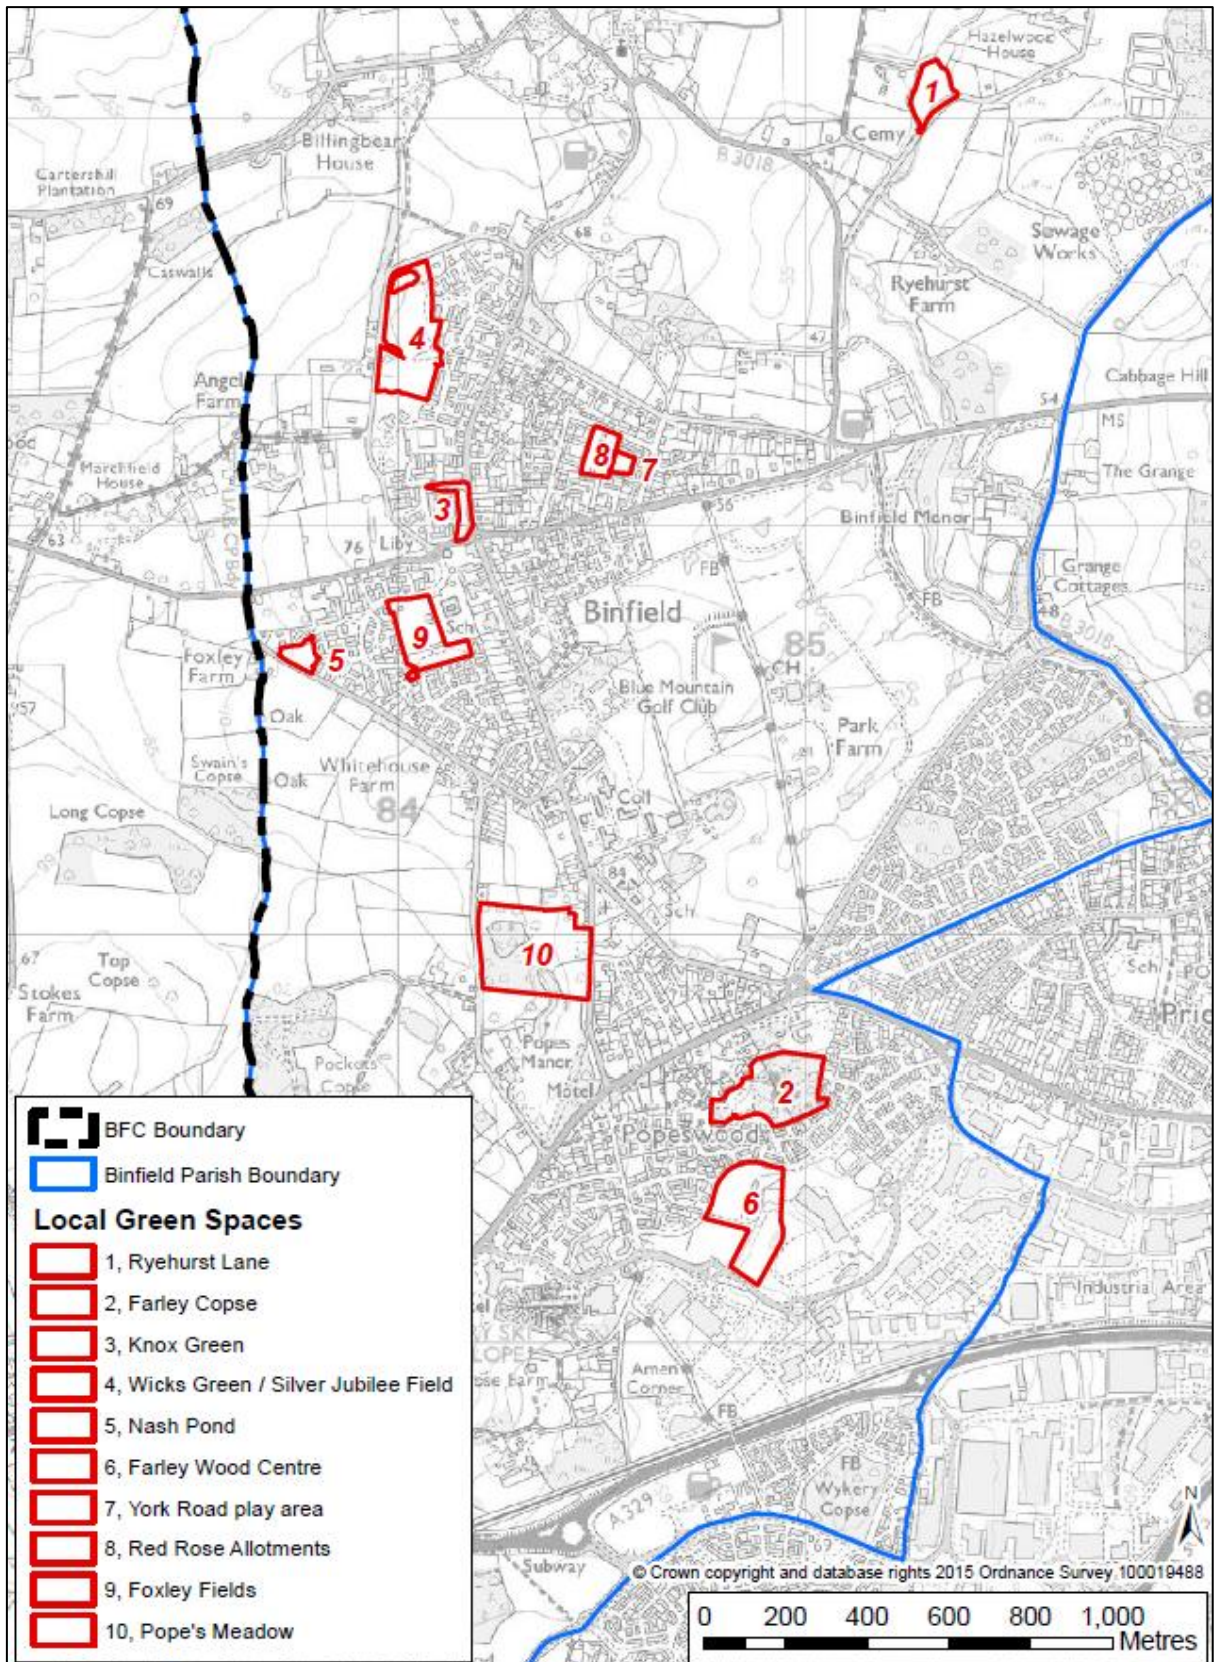 Hazelwood
House
1
57
Billingbear
House
Cemy
B 3018
Cartershill
Plantation
69
68
Sewage
Works
Caswalls
Ryehurst
Farm
4
47
Angel
Farm
Cabbage Hill
54
MS
8
7
Marchfield
House
The Grange
3
56
Binfield Manor
63
76
Liby
FB
Grange
Cottages
Binfield
48
B 3018
FB
9
Sch
85
Foxley
Farm
5
CH
Blue Mountain
Golf Club
57
Oak
Park
Farm
81
Swain's
Copse
Oak
Whitehouse
Farm
84
Coll
Long Copse
99
84
Sch
67
Top
Copse
10
Sch
PO
Stokes
Farm
Popes
Manor
Pockets
Copse
Motel
2
Popeswood
6
Industrial Area
Amen
Corner
FB
FB
Wykery
Copse
A 329
Subway
BFC Boundary
Binfield Parish Boundary
Local Green Spaces
1, Ryehurst Lane
2, Farley Copse
3, Knox Green
4, Wicks Green / Silver Jubilee Field
5, Nash Pond
6, Farley Wood Centre
7, York Road play area
8, Red Rose Allotments
9, Foxley Fields
10, Pope's Meadow
N
© Crown copyright and database rights 2015 Ordnance Survey 100019488
0 200 400 600 800 1,000
Metres